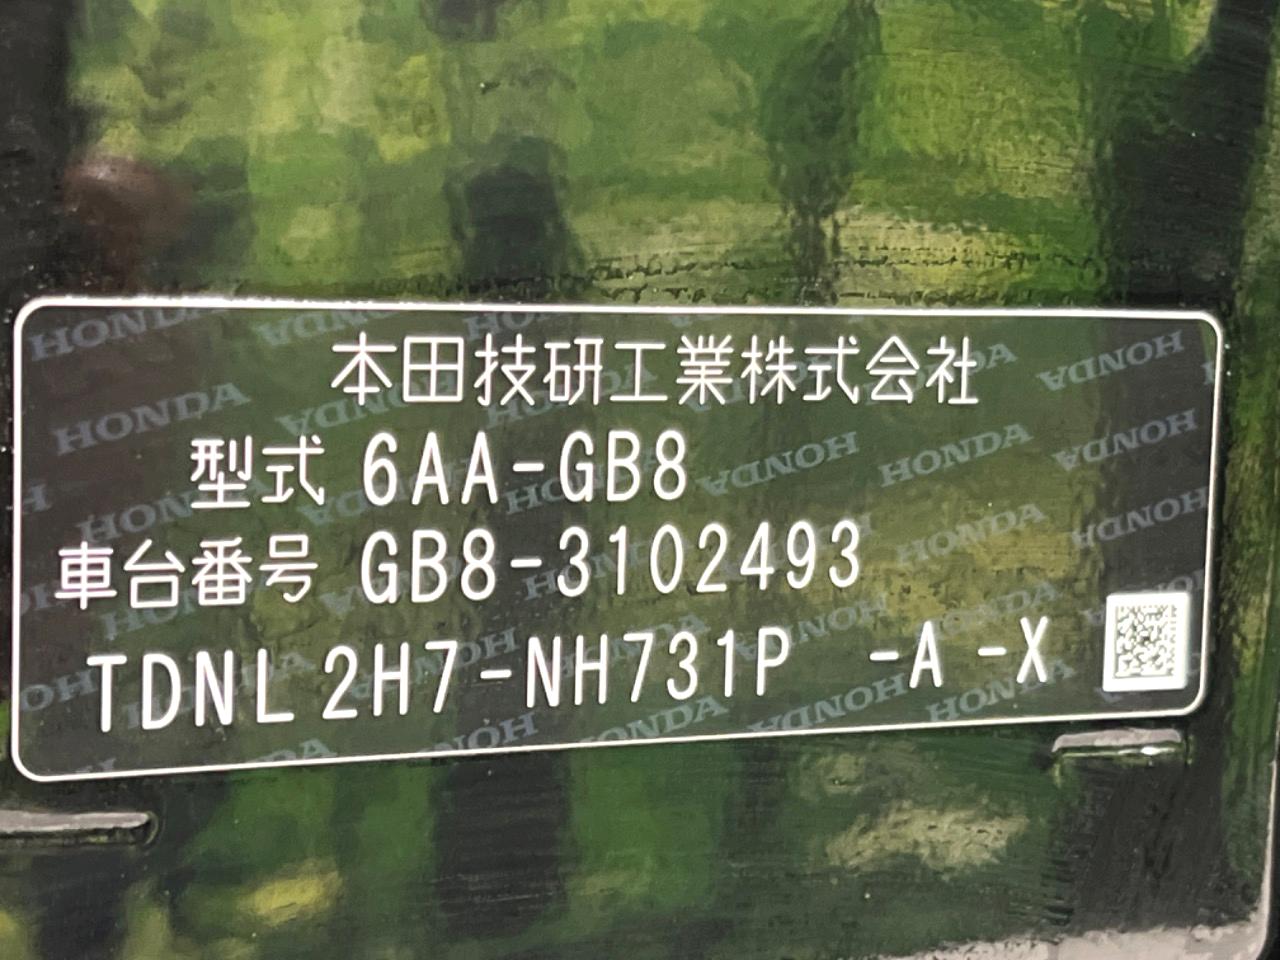 本田技研工業株式会社
型式 6AA-GB8
車台番号 GB8-3102493
TDNL2H7-NH731P -A -X